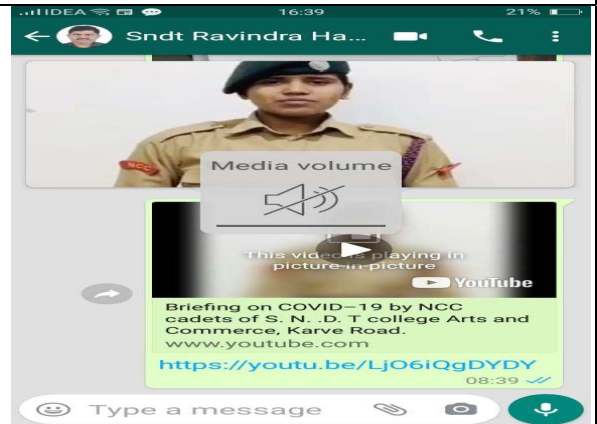 IDEA 16:39 21%
Sndt Ravindra Ha...
NCC
Media volume
This video is playing in
picture-in-picture
YouTube
Briefing on COVID-19 by NCC
cadets of S. N. .D. T college Arts and
Commerce, Karve Road.
www.youtube.com
https://youtu.be/LjO6iQgDYDY
08:39
Type a message